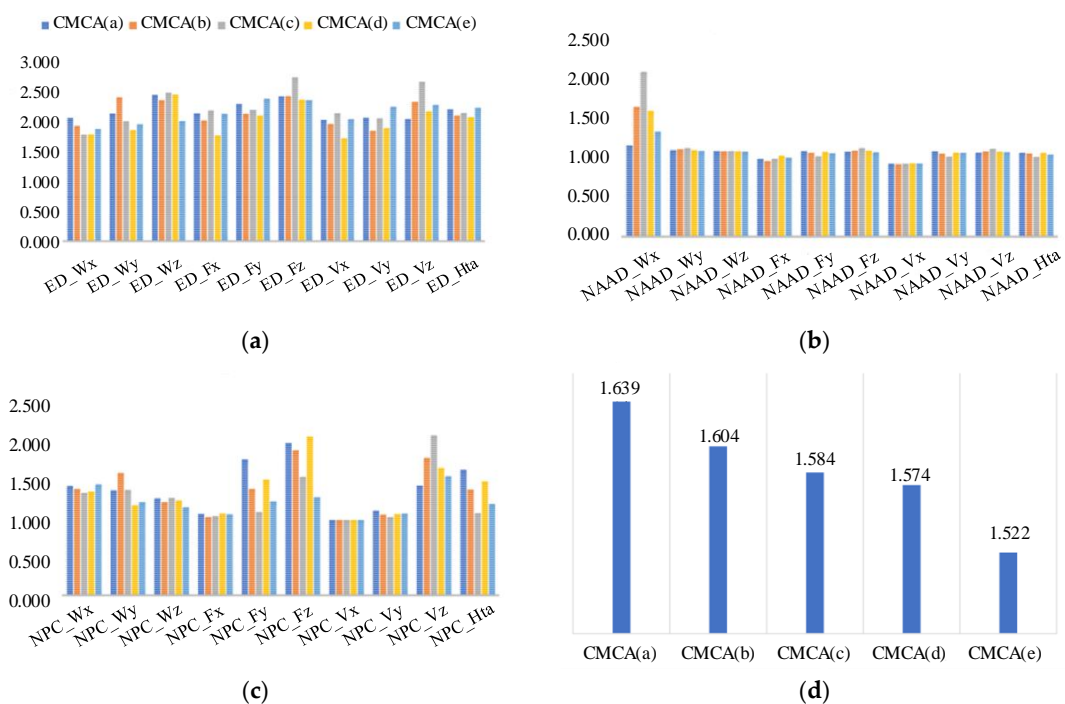 CMCA(a) CMCA(b) CMCA(c) CMCA(d) CMCA(e)
3.000
2.500
2.000
1.500
1.000
0.500
0.000
ED_Wx ED_Wy ED_Wz ED_Fx ED_Fy ED_Fz ED_Vx ED_Vy ED_Vz ED_Hta
(a)
2.500
2.000
1.500
1.000
0.500
0.000
NAAD_Wx NAAD_Wy NAAD_Wz NAAD_Fx NAAD_Fy NAAD_Fz NAAD_Vx NAAD_Vy NAAD_Vz NAAD_Hta
(b)
2.500
2.000
1.500
1.000
0.500
0.000
NPC_Wx NPC_Wy NPC_Wz NPC_Fx NPC_Fy NPC_Fz NPC_Vx NPC_Vy NPC_Vz NPC_Hta
(c)
1.639
1.604
1.584
1.574
1.522
CMCA(a) CMCA(b) CMCA(c) CMCA(d) CMCA(e)
(d)